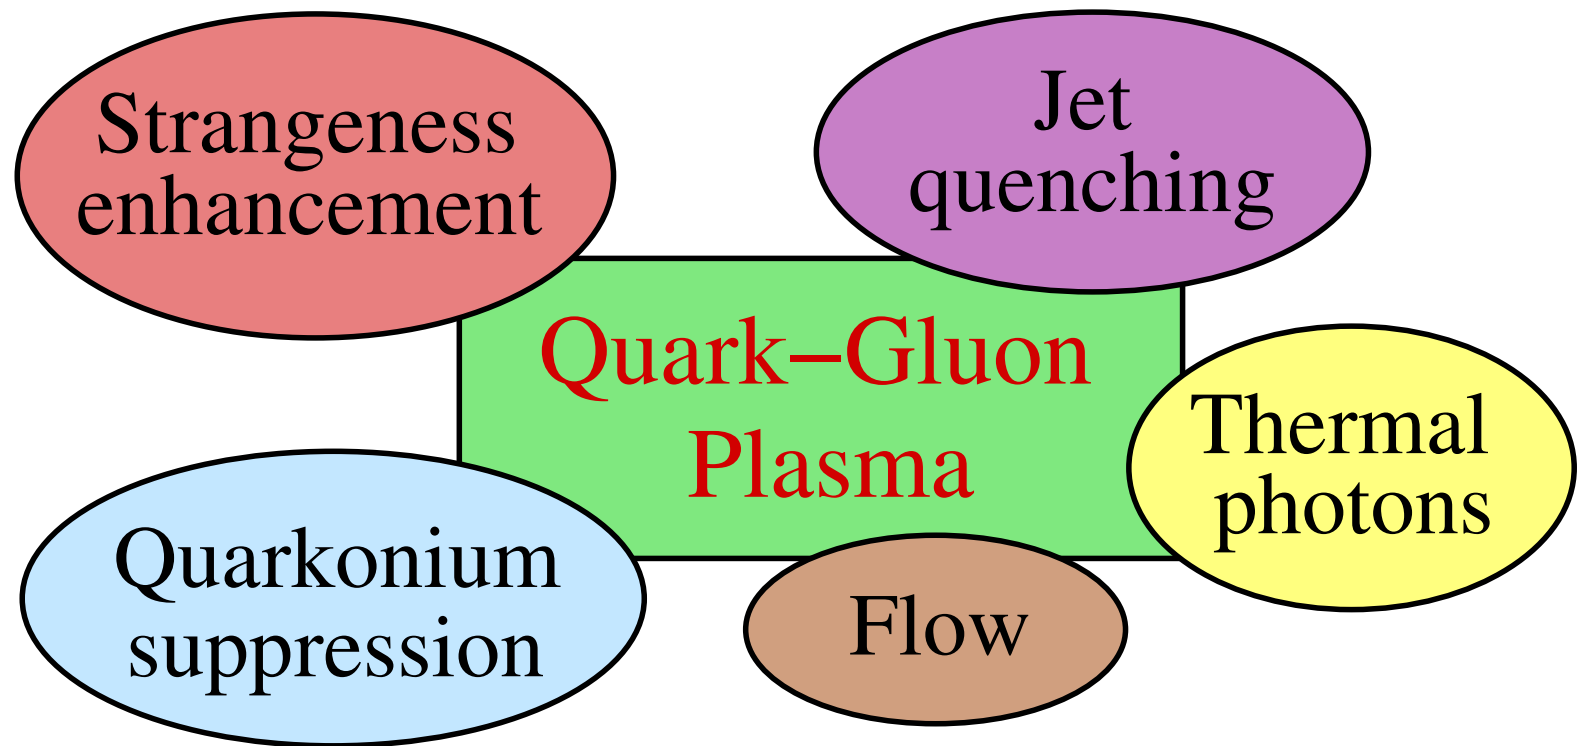 Strangeness
enhancement
Jet
quenching
Quark–Gluon
Plasma
Thermal
photons
Quarkonium
suppression
Flow